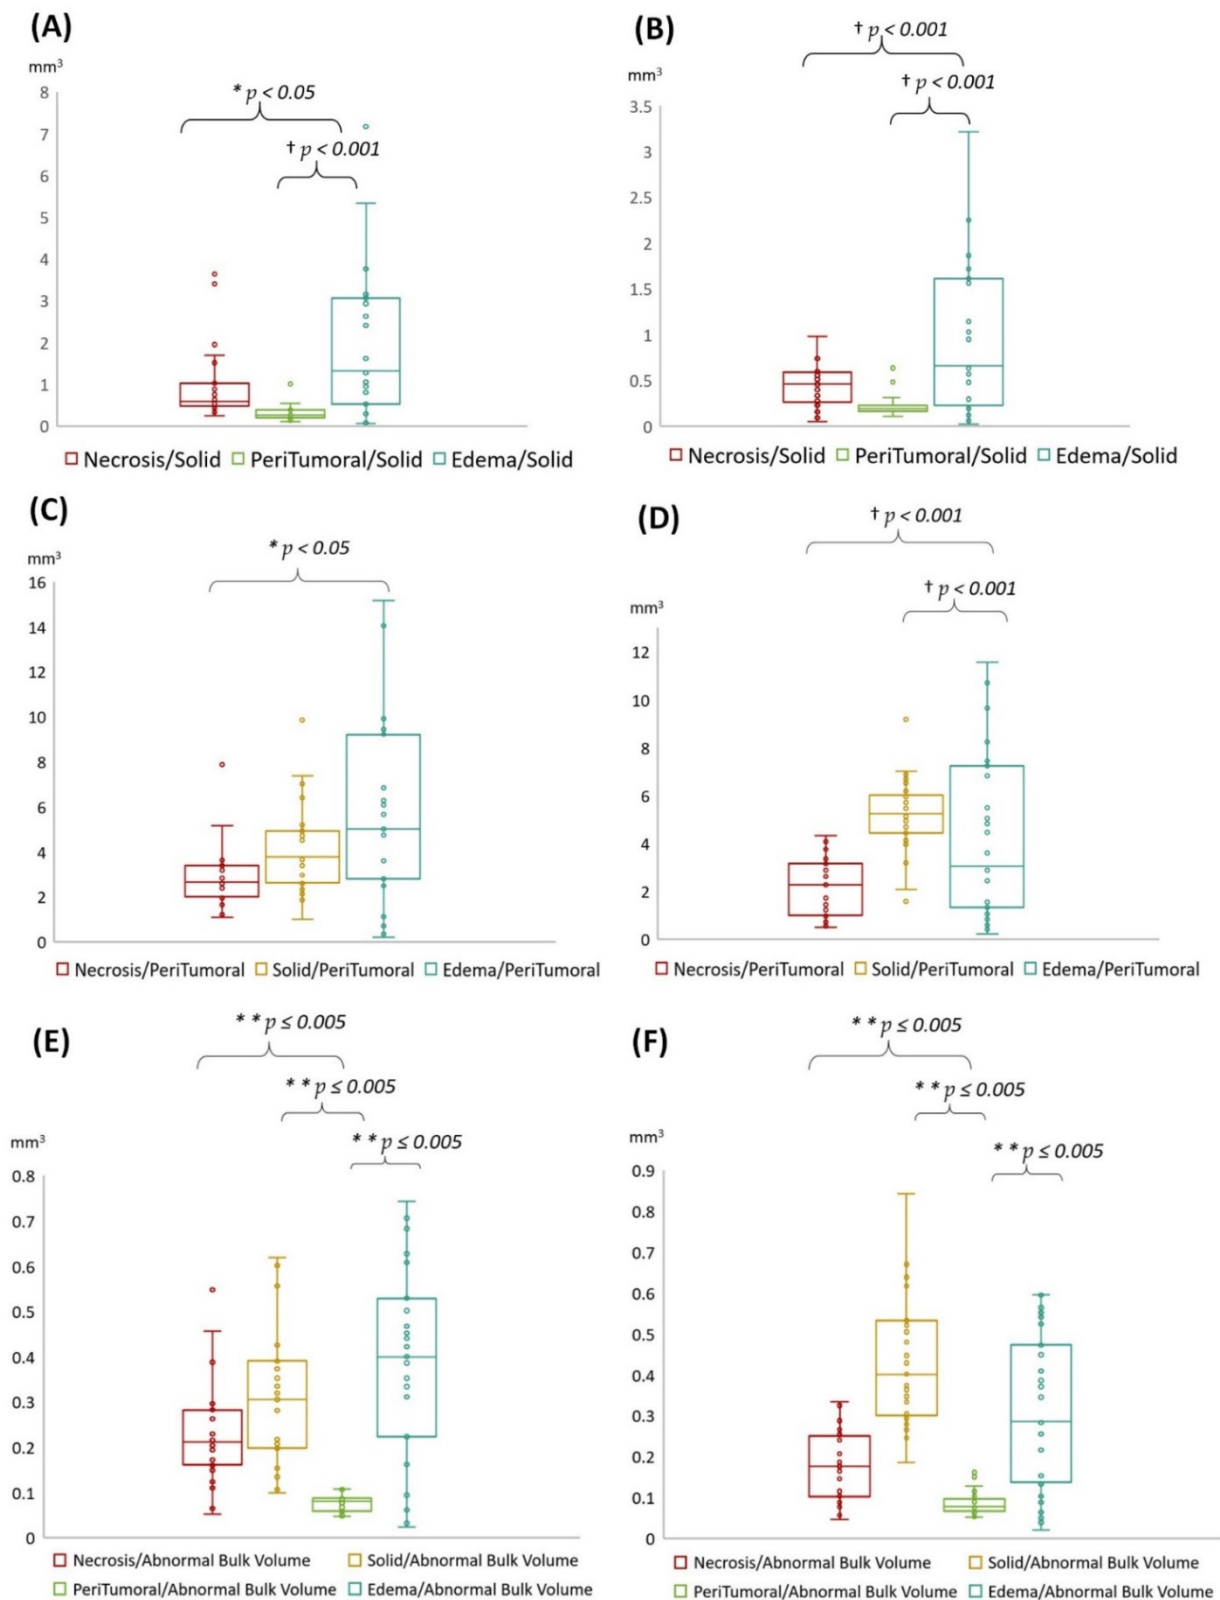 (A)
mm³
* p < 0.05
† p < 0.001
8
7
6
5
4
3
2
1
0
Necrosis/Solid PeriTumoral/Solid Edema/Solid
(B)
† p < 0.001
mm³
† p < 0.001
3.5
3
2.5
2
1.5
1
0.5
0
Necrosis/Solid PeriTumoral/Solid Edema/Solid
(C)
mm³
* p < 0.05
16
14
12
10
8
6
4
2
0
Necrosis/PeriTumoral Solid/PeriTumoral Edema/PeriTumoral
(D)
† p < 0.001
† p < 0.001
mm³
12
10
8
6
4
2
0
Necrosis/PeriTumoral Solid/PeriTumoral Edema/PeriTumoral
(E)
* * p ≤ 0.005
* * p ≤ 0.005
* * p ≤ 0.005
mm³
0.8
0.7
0.6
0.5
0.4
0.3
0.2
0.1
0
Necrosis/Abnormal Bulk Volume Solid/Abnormal Bulk Volume
PeriTumoral/Abnormal Bulk Volume Edema/Abnormal Bulk Volume
(F)
* * p ≤ 0.005
* * p ≤ 0.005
mm³
* * p ≤ 0.005
0.9
0.8
0.7
0.6
0.5
0.4
0.3
0.2
0.1
0
Necrosis/Abnormal Bulk Volume Solid/Abnormal Bulk Volume
PeriTumoral/Abnormal Bulk Volume Edema/Abnormal Bulk Volume